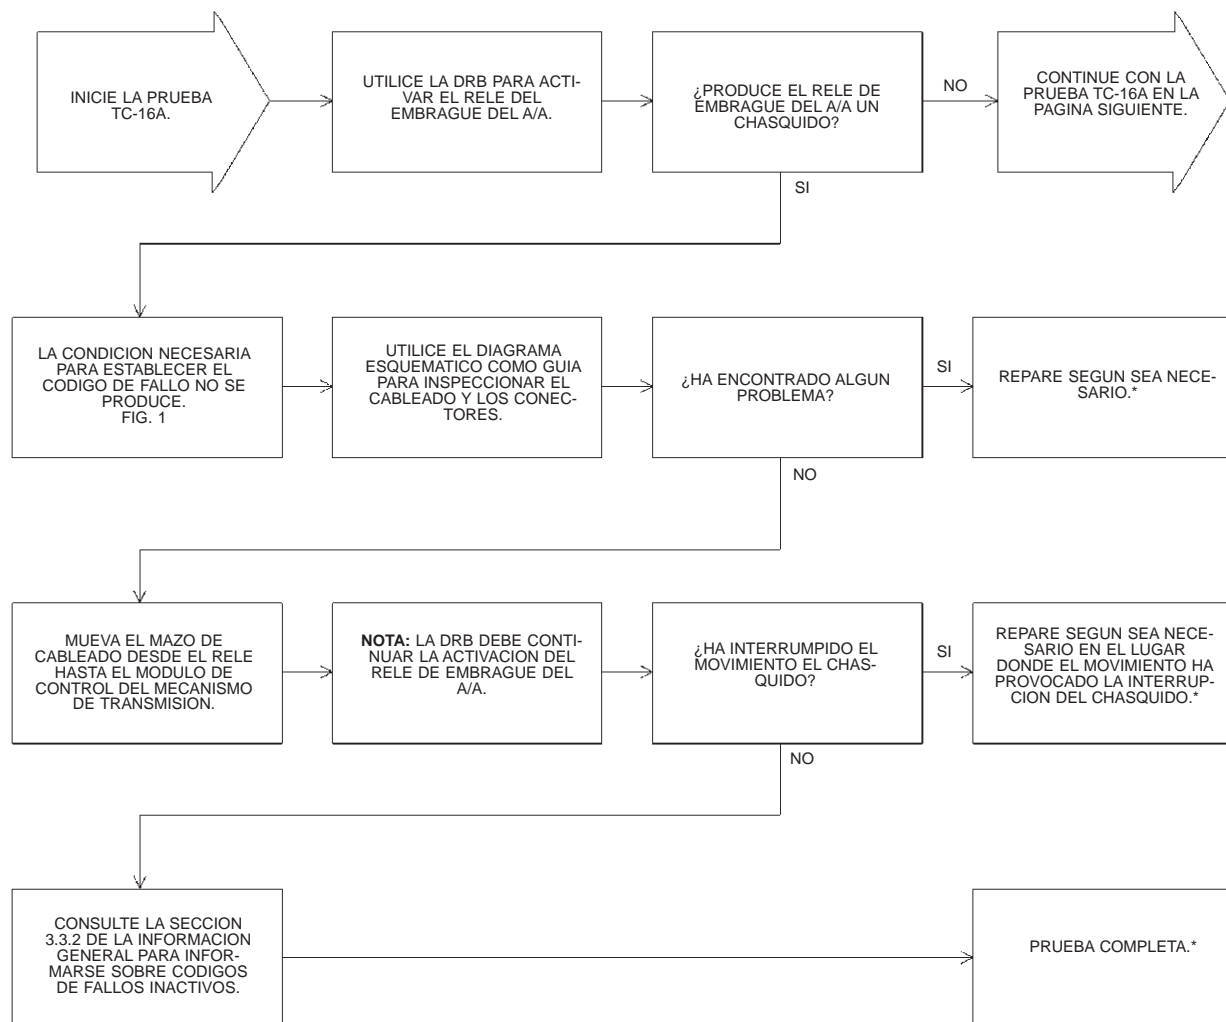 INICIE LA PRUEBA
TC-16A.
UTILICE LA DRB PARA ACTI-
VAR EL RELE DEL
EMBRAGUE DEL A/A.
¿PRODUCE EL RELE DE
EMBRAGUE DEL A/A UN
CHASQUIDO?
NO
CONTINUE CON LA
PRUEBA TC-16A EN LA
PAGINA SIGUIENTE.
SI
LA CONDICION NECESARIA
PARA ESTABLECER EL
CODIGO DE FALLO NO SE
PRODUCE.
FIG. 1
UTILICE EL DIAGRAMA
ESQUEMATICO COMO GUIA
PARA INSPECCIONAR EL
CABLEADO Y LOS CONEC-
TORES.
¿HA ENCONTRADO ALGUN
PROBLEMA?
SI
REPARE SEGUN SEA NECE-
SARIO.*
NO
MUEVA EL MAZO DE
CABLEADO DESDE EL RELE
HASTA EL MODULO DE
CONTROL DEL MECANISMO
DE TRANSMISION.
NOTA: LA DRB DEBE CONTI-
NUAR LA ACTIVACION DEL
RELE DE EMBRAGUE DEL
A/A.
¿HA INTERRUMPIDO EL
MOVIMIENTO EL CHAS-
QUIDO?
SI
REPARE SEGUN SEA NECE-
SARIO EN EL LUGAR
DONDE EL MOVIMIENTO HA
PROVOCADO LA INTERRUP-
CION DEL CHASQUIDO.*
NO
CONSULTE LA SECCION
3.3.2 DE LA INFORMACION
GENERAL PARA INFOR-
MARSE SOBRE CODIGOS
DE FALLOS INACTIVOS.
PRUEBA COMPLETA.*